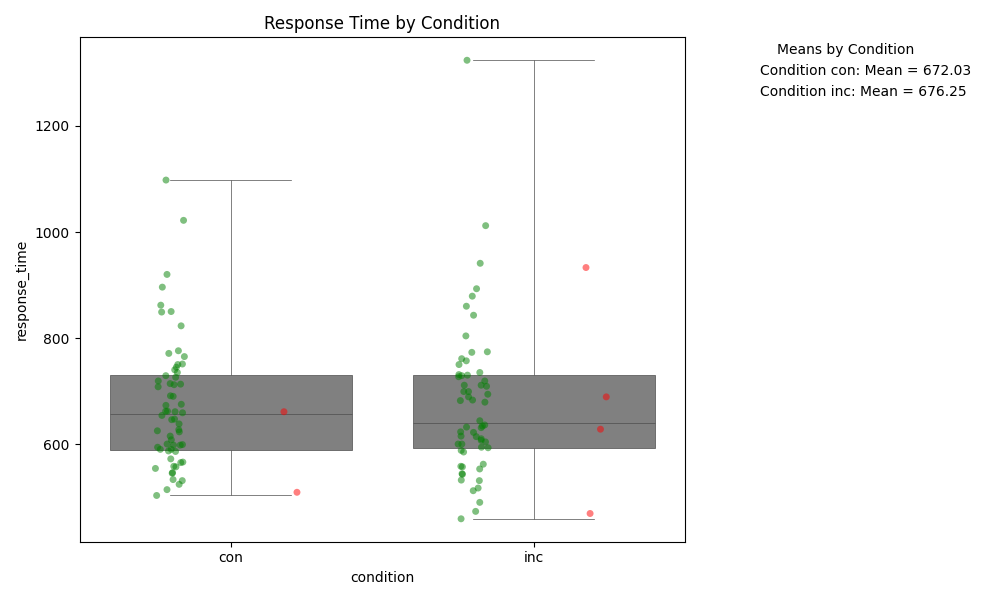 Response Time by Condition
Means by Condition
Condition con: Mean = 672.03
Condition inc: Mean = 676.25
response_time
1200
1000
800
600
con
inc
condition